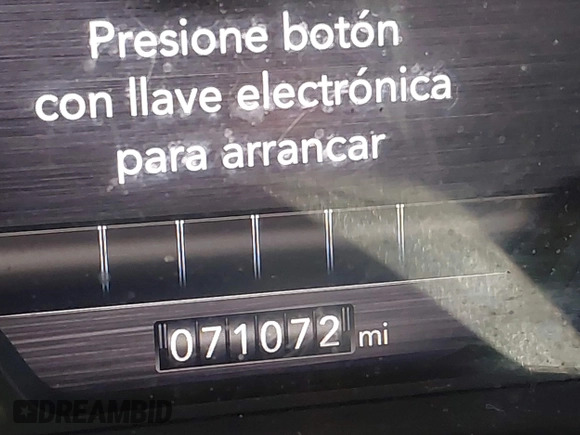 Presione botón
con llave electrónica
para arrancar
071072 mi
DREAMBID